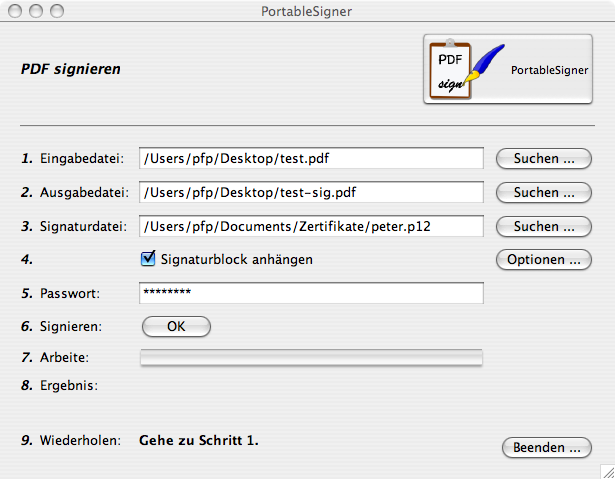 PortableSigner
PDF signieren
PDF
sign
PortableSigner
1. Eingabedatei: /Users/pfp/Desktop/test.pdf Suchen ...
2. Ausgabedatei: /Users/pfp/Desktop/test-sig.pdf Suchen ...
3. Signaturdatei: /Users/pfp/Documents/Zertifikate/peter.p12 Suchen ...
4. Signaturblock anhängen Optionen ...
5. Passwort: ********
6. Signieren: OK
7. Arbeite:
8. Ergebnis:
9. Wiederholen: Gehe zu Schritt 1.
Beenden ...